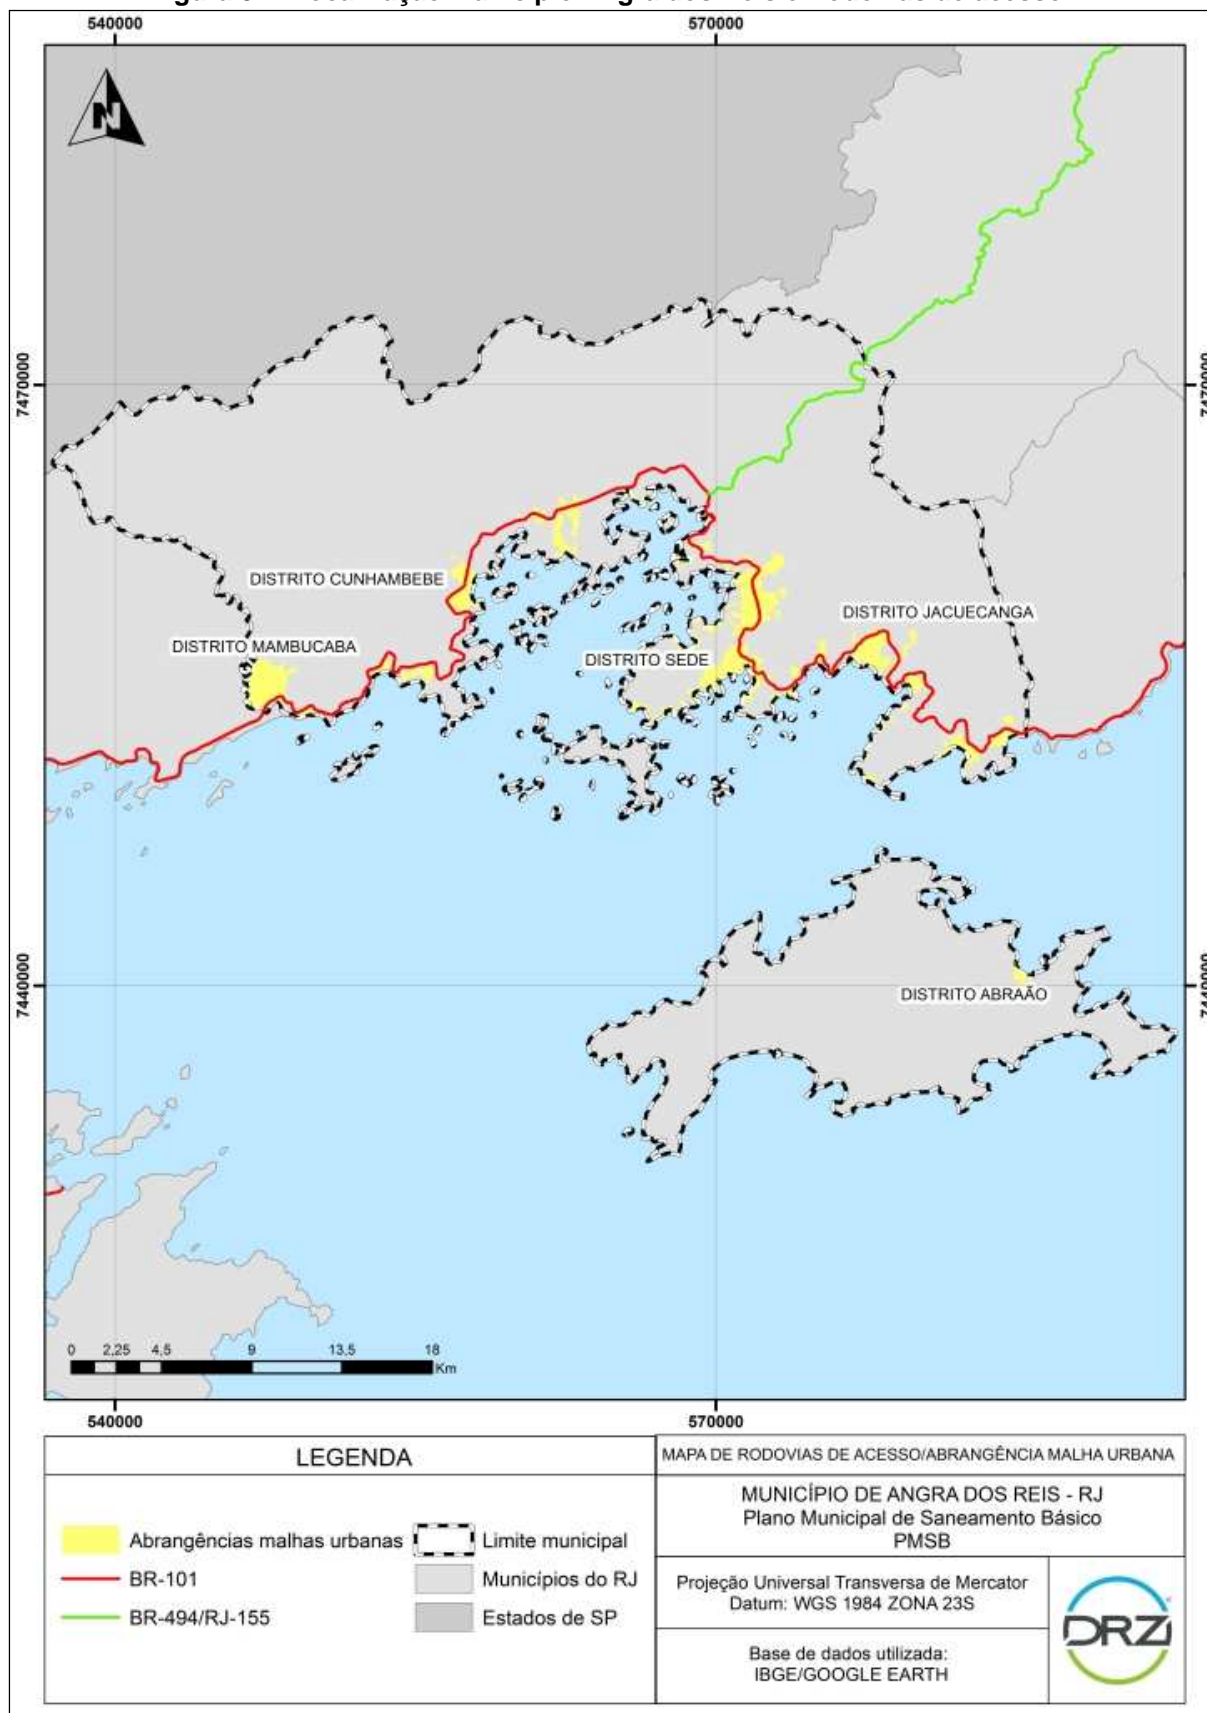 540000
570000
N
7470000
7470000
DISTRITO CUNHAMBEBE
DISTRITO JACUECANGA
DISTRITO MAMBUCABA
DISTRITO SEDE
7440000
DISTRITO ABRAÃO
0 2,25 4,5 9 13,5 18
Km
540000
570000
LEGENDA
Abrangências malhas urbanas
BR-101
BR-494/RJ-155
Limite municipal
Municípios do RJ
Estados de SP
MAPA DE RODOVIAS DE ACESSO/ABRANGÊNCIA MALHA URBANA
MUNICÍPIO DE ANGRA DOS REIS - RJ
Plano Municipal de Saneamento Básico
PMSB
Projeção Universal Transversa de Mercator
Datum: WGS 1984 ZONA 23S
Base de dados utilizada:
IBGE/GOOGLE EARTH
DRZ